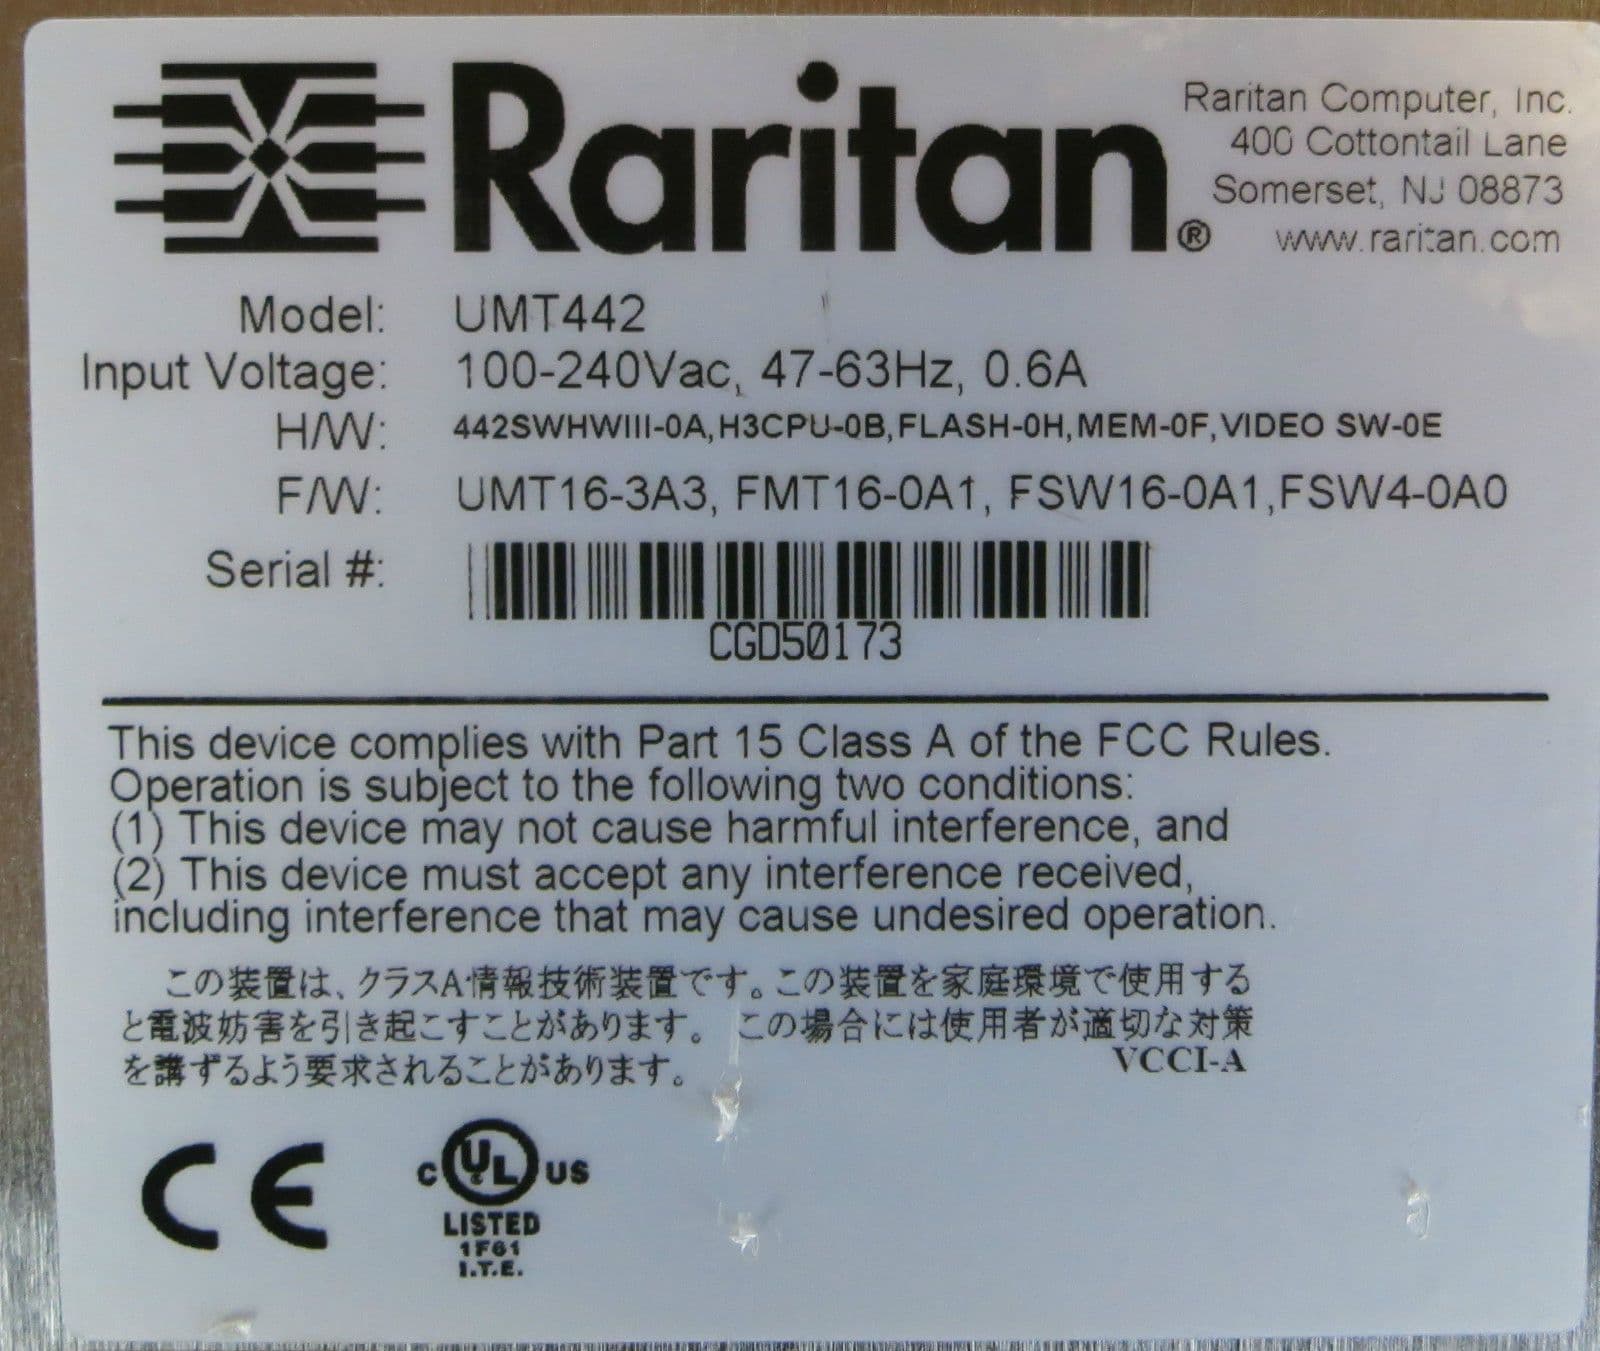 Raritan®
Raritan Computer, Inc.
400 Cottontail Lane
Somerset, NJ 08873
www.raritan.com
Model: UMT442
Input Voltage: 100-240Vac, 47-63Hz, 0.6A
H/W: 442SWHWIII-0A,H3CPU-0B,FLASH-0H,MEM-0F,VIDEO SW-0E
F/W: UMT16-3A3, FMT16-0A1, FSW16-0A1,FSW4-0A0
Serial #:
CGD50173
This device complies with Part 15 Class A of the FCC Rules.
Operation is subject to the following two conditions:
(1) This device may not cause harmful interference, and
(2) This device must accept any interference received,
including interference that may cause undesired operation.
この装置は、クラスA情報技術装置です。この装置を家庭環境で使用する
と電波妨害を引き起こすことがあります。 この場合には使用者が適切な対策
を講ずるよう要求されることがあります。
VCCI-A
CE
C UL US
LISTED
1F61
I.T.E.